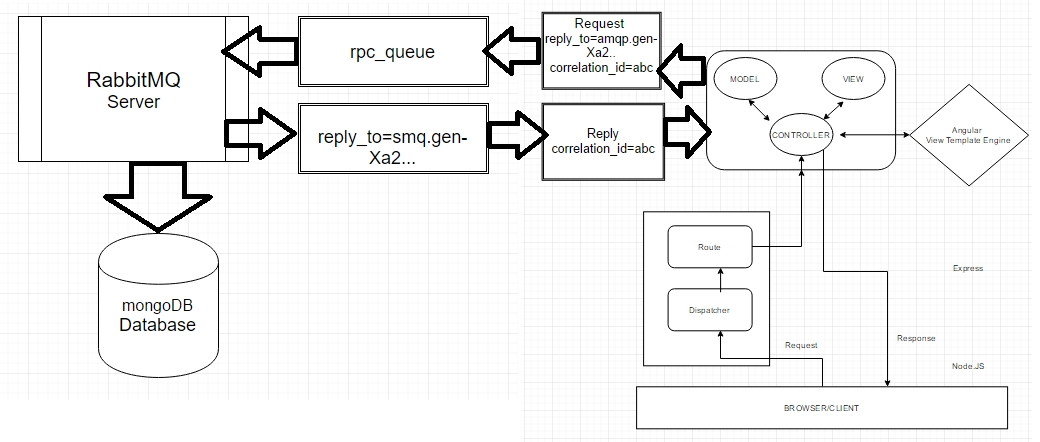 RabbitMQ
Server
rpc_queue
Request
reply_to=amqp.gen-
Xa2..
correlation_id=abc
reply_to=smq.gen-
Xa2...
Reply
correlation_id=abc
MODEL
VIEW
CONTROLLER
Angular
View Template Engine
mongoDB
Database
Route
Dispatcher
Express
Request
Response
Node.JS
BROWSER/CLIENT